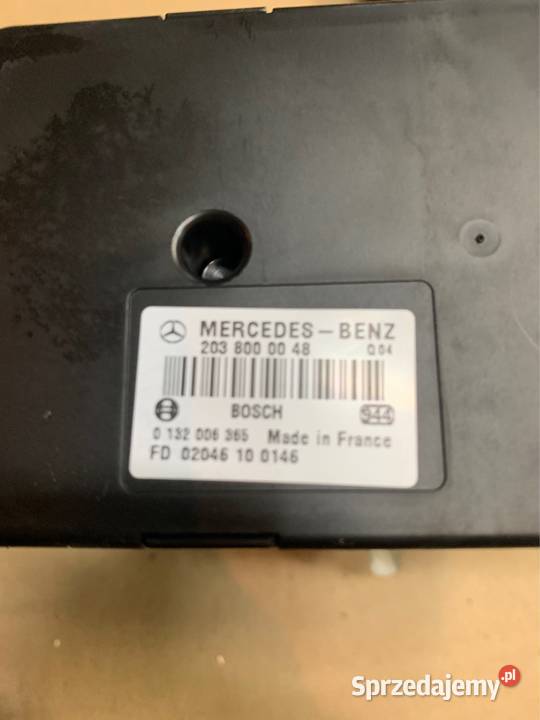 MERCEDES-BENZ
203 800 00 48 Q04
BOSCH 944
0 132 006 365 Made in France
FD 02046 10 0146
Sprzedajemy.pl